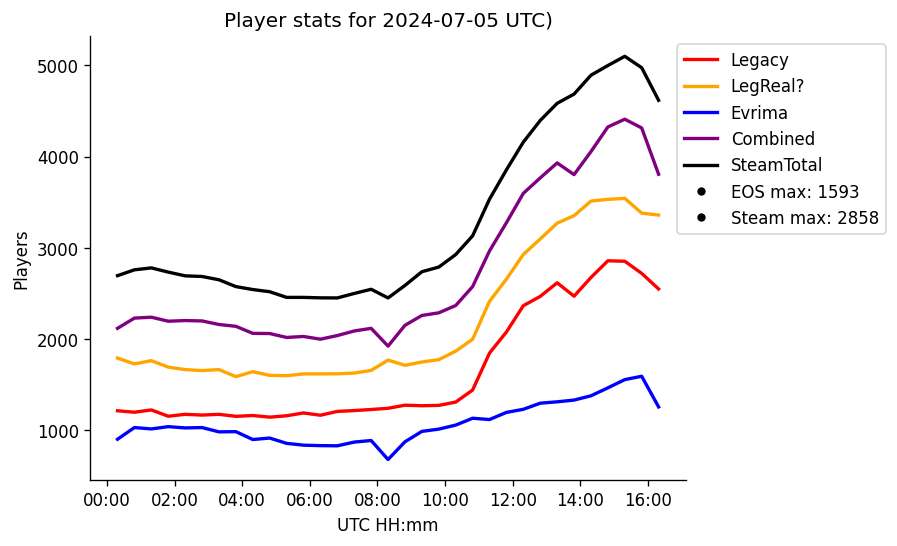 Player stats for 2024-07-05 UTC)
Players
5000
4000
3000
2000
1000
00:00 02:00 04:00 06:00 08:00 10:00 12:00 14:00 16:00
UTC HH:mm
Legacy
LegReal?
Evrima
Combined
SteamTotal
EOS max: 1593
Steam max: 2858